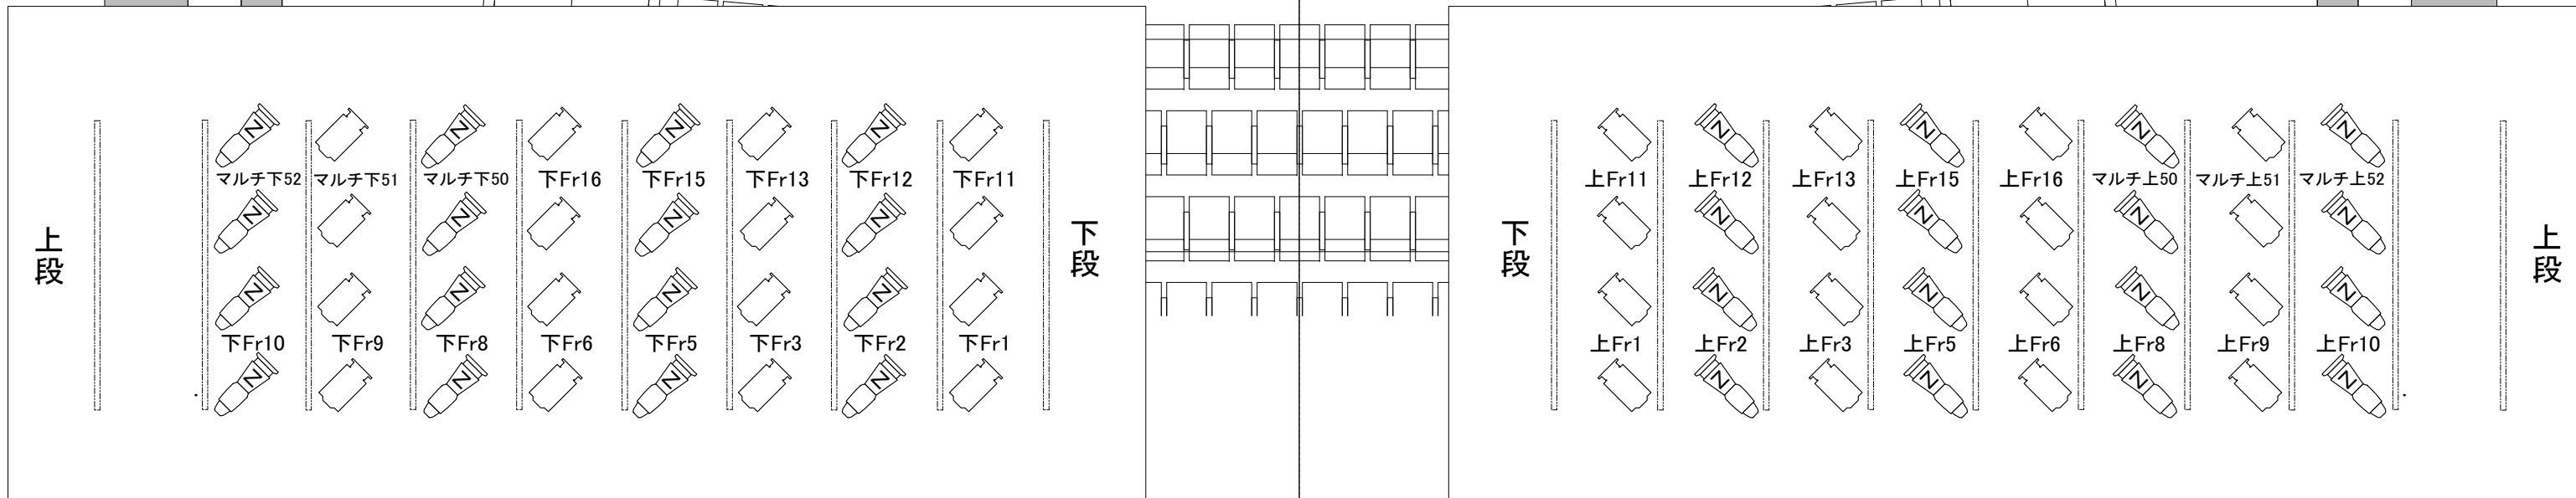 N N N N N N N N
マルチ下52 マルチ下51 マルチ下50 下Fr16 下Fr15 下Fr13 下Fr12 下Fr11 上Fr11 上Fr12 上Fr13 上Fr15 上Fr16 マルチ上50 マルチ上51 マルチ上52
N N N N N N N N
上段 下段 下段 上段
N N N N N N N N
下Fr10 下Fr9 下Fr8 下Fr6 下Fr5 下Fr3 下Fr2 下Fr1 上Fr1 上Fr2 上Fr3 上Fr5 上Fr6 上Fr8 上Fr9 上Fr10
N N N N N N N N